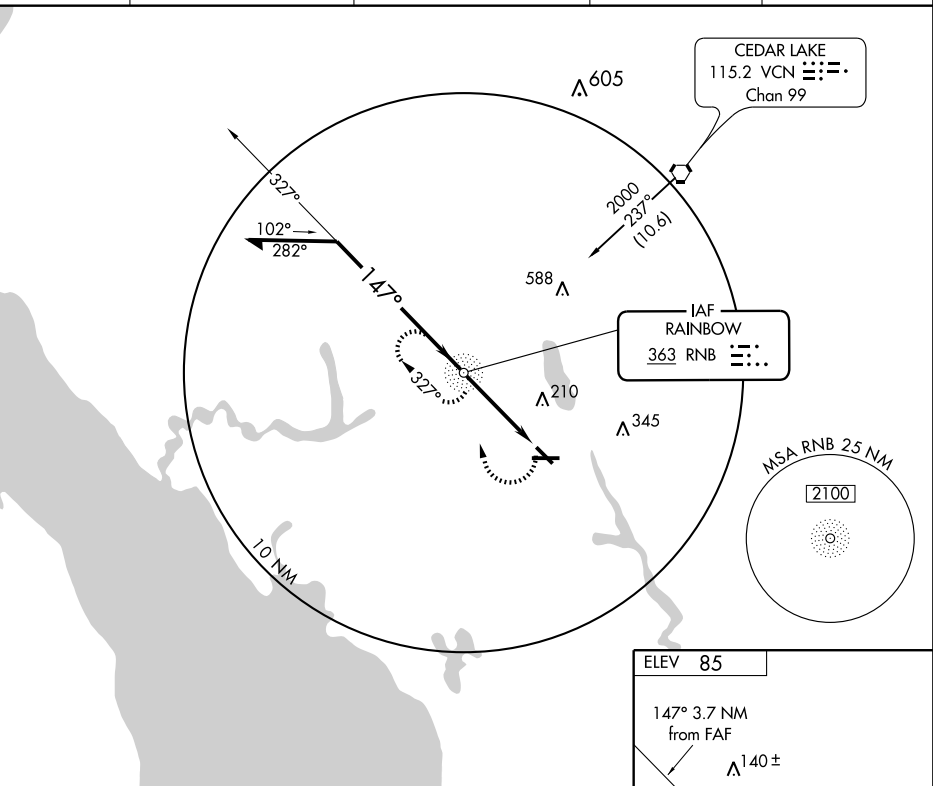 605
CEDAR LAKE
115.2 VCN
Chan 99
327°
2000
237°
(10.6)
102°
282°
147°
588
IAF
RAINBOW
363 RNB
327°
210
345
MSA RNB 25 NM
2100
10 NM
ELEV 85
147° 3.7 NM
from FAF
140 ±